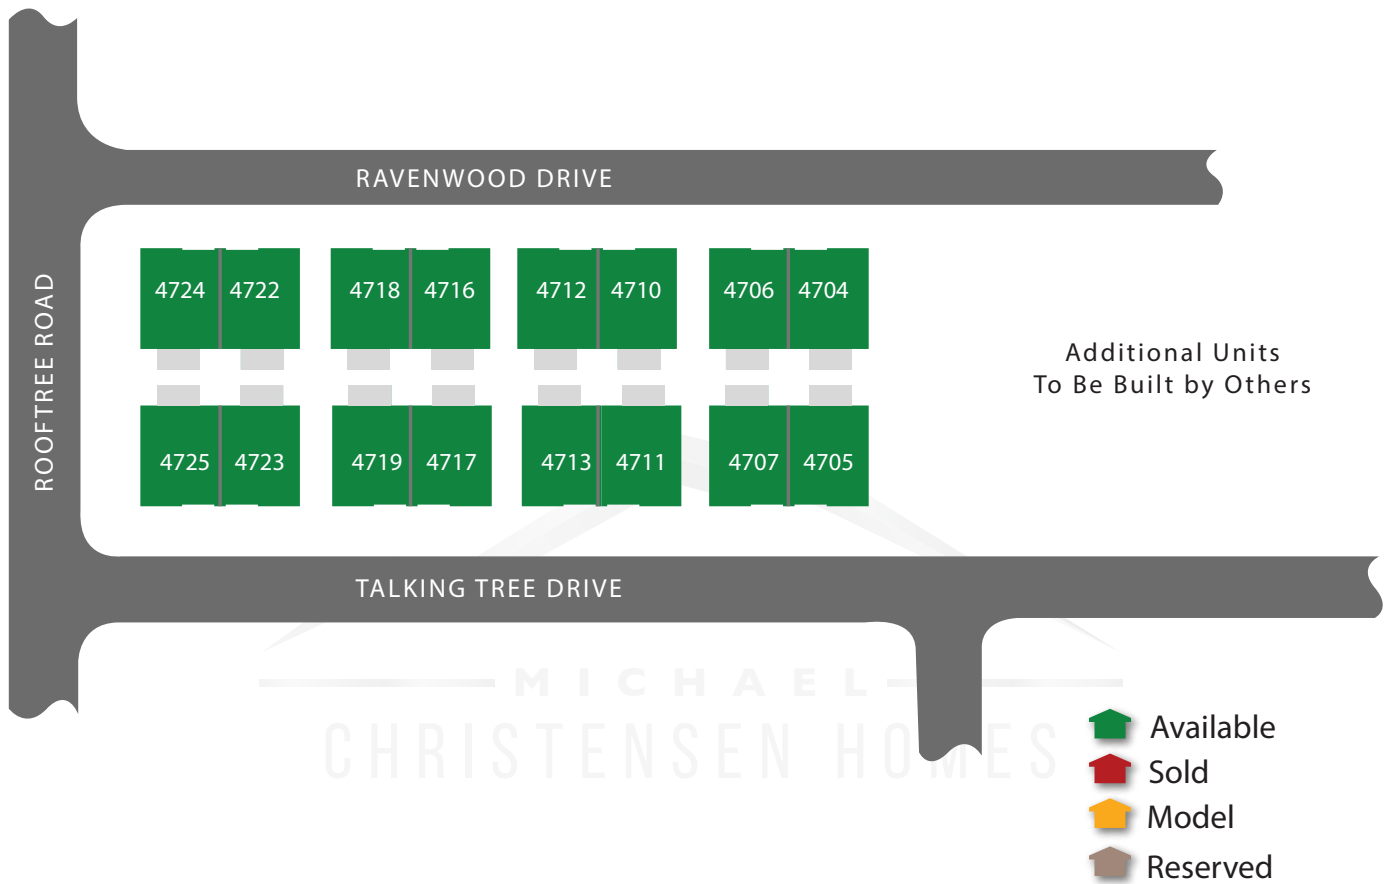 RAVENWOOD DRIVE
ROOFTREE ROAD
4724 4722 4718 4716 4712 4710 4706 4704
Additional Units
To Be Built by Others
4725 4723 4719 4717 4713 4711 4707 4705
TALKING TREE DRIVE
MICHAEL
CHRISTENSEN HOMES
Available
Sold
Model
Reserved